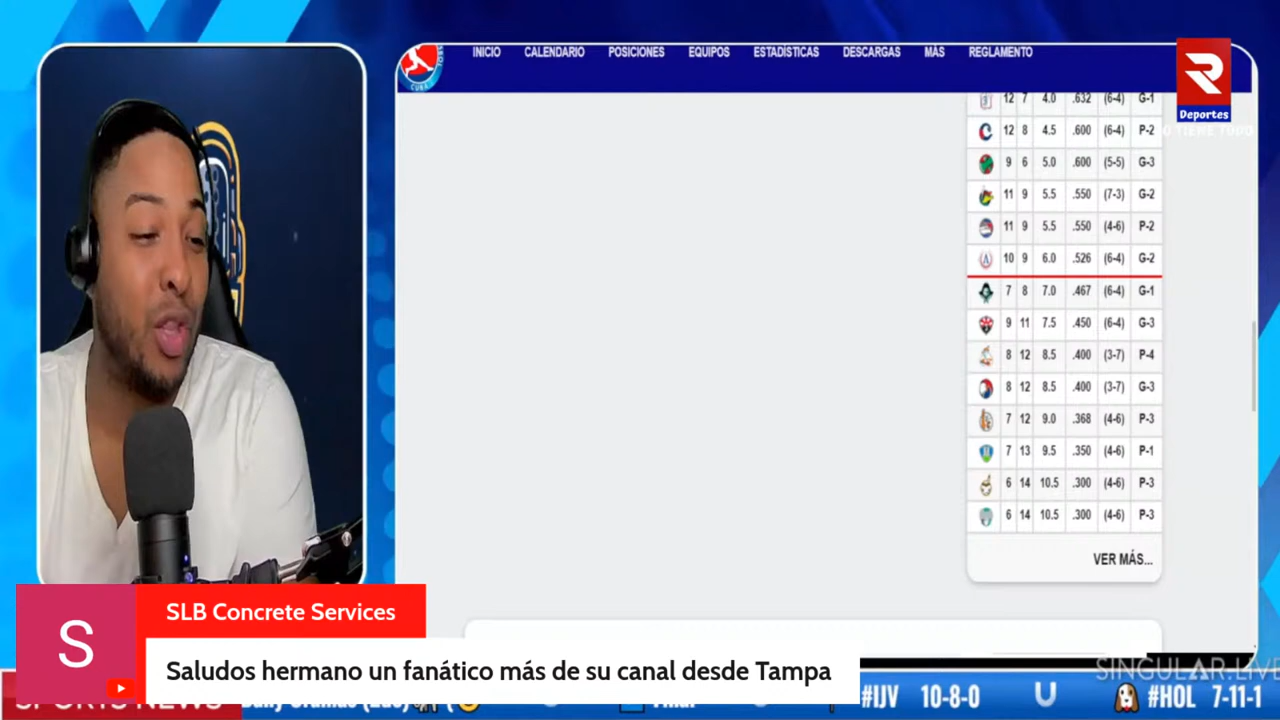 INICIO CALENDARIO POSICIONES EQUIPOS ESTADÍSTICAS DESCARGAS MÁS REGLAMENTO
CUBA
R
Deportes
12 7 4.0 .632 (6-4) G-1
C 12 8 4.5 .600 (6-4) P-2
9 6 5.0 .600 (5-5) G-3
11 9 5.5 .550 (7-3) G-2
11 9 5.5 .550 (4-6) P-2
A 10 9 6.0 .526 (6-4) G-2
7 8 7.0 .467 (6-4) G-1
9 11 7.5 .450 (6-4) G-3
8 12 8.5 .400 (3-7) P-4
8 12 8.5 .400 (3-7) G-3
7 12 9.0 .368 (4-6) P-3
7 13 9.5 .350 (4-6) P-1
6 14 10.5 .300 (4-6) P-3
6 14 10.5 .300 (4-6) P-3
VER MÁS...
S
SLB Concrete Services
Saludos hermano un fanático más de su canal desde Tampa
SINGULAR.LIVE
SPORTS NEWS
#IJV 10-8-0
#HOL 7-11-1